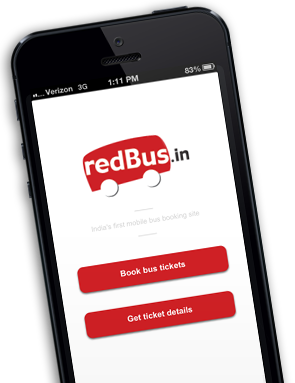 Verizon 3G 1:11 PM 83%
redBus.in
India's first mobile bus booking site
Book bus tickets
Get ticket details